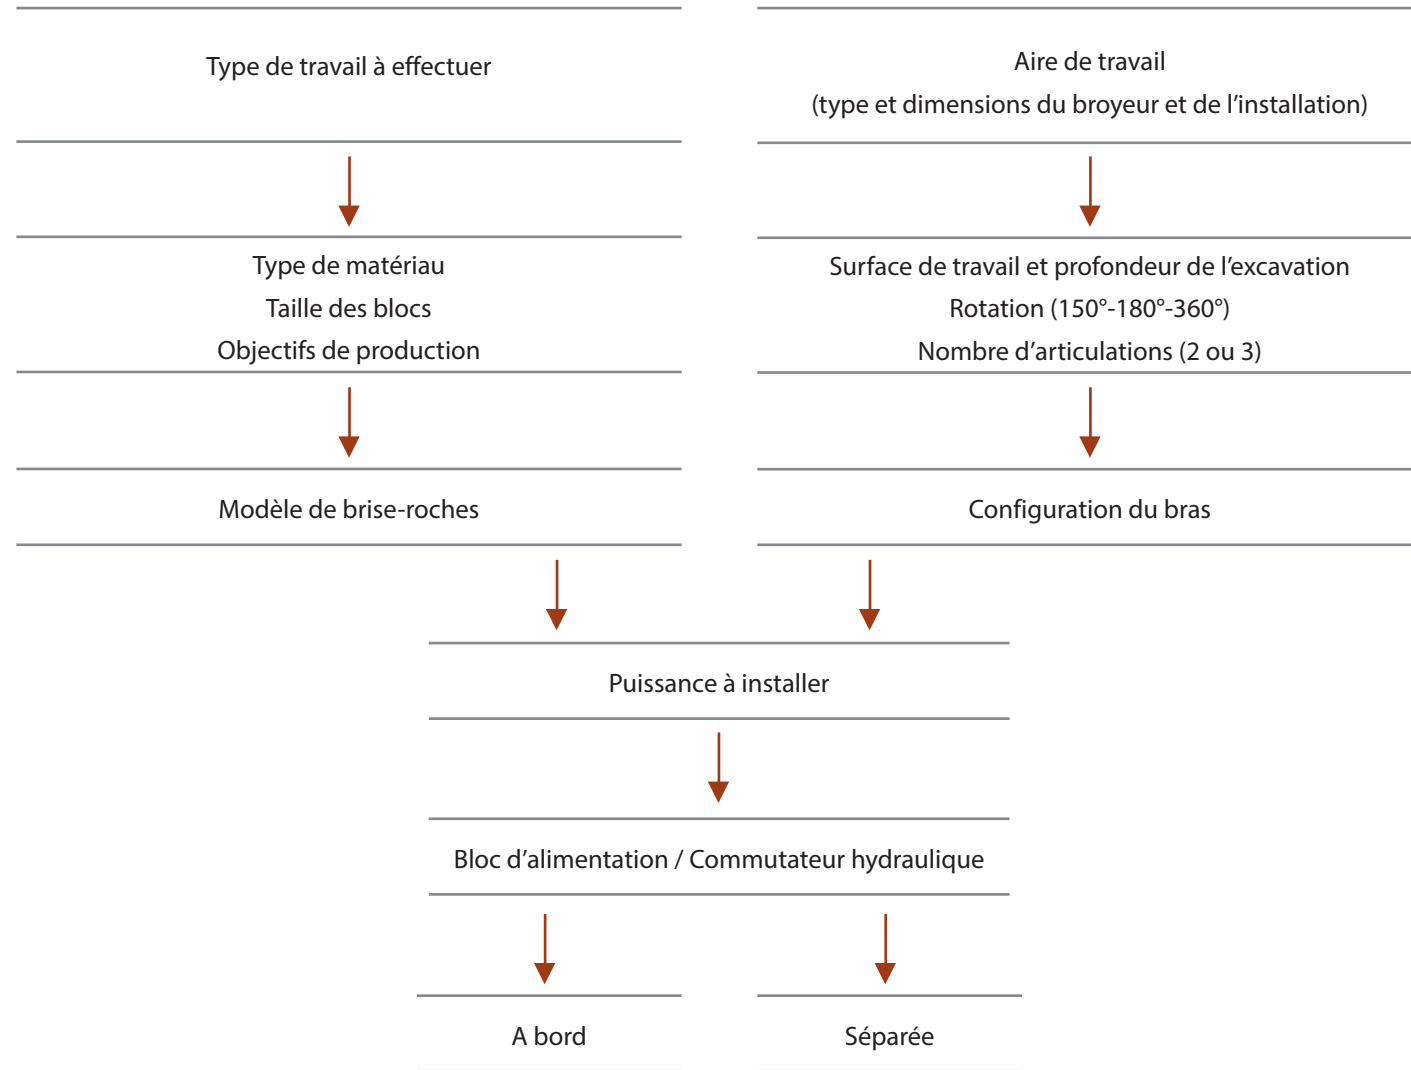 Type de travail à effectuer
Aire de travail
(type et dimensions du broyeur et de l’installation)
Type de matériau
Taille des blocs
Objectifs de production
Surface de travail et profondeur de l’excavation
Rotation (150°-180°-360°)
Nombre d’articulations (2 ou 3)
Modèle de brise-roches
Configuration du bras
Puissance à installer
Bloc d’alimentation / Commutateur hydraulique
A bord
Séparée